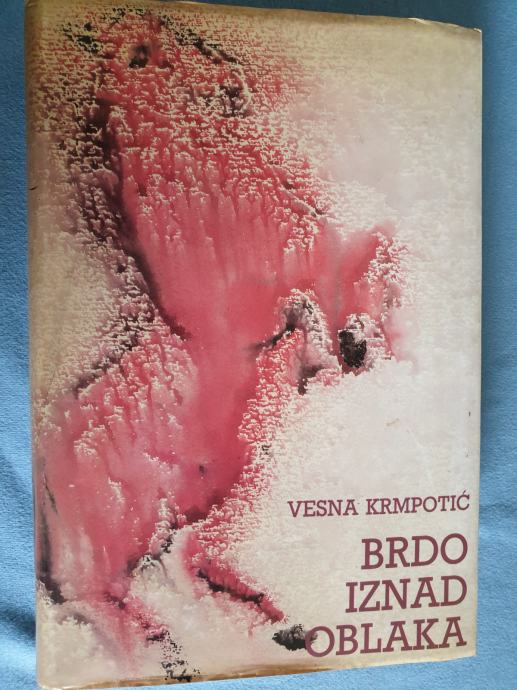 VESNA KRMPOTIĆ
BRDO
IZNAD
OBLAKA